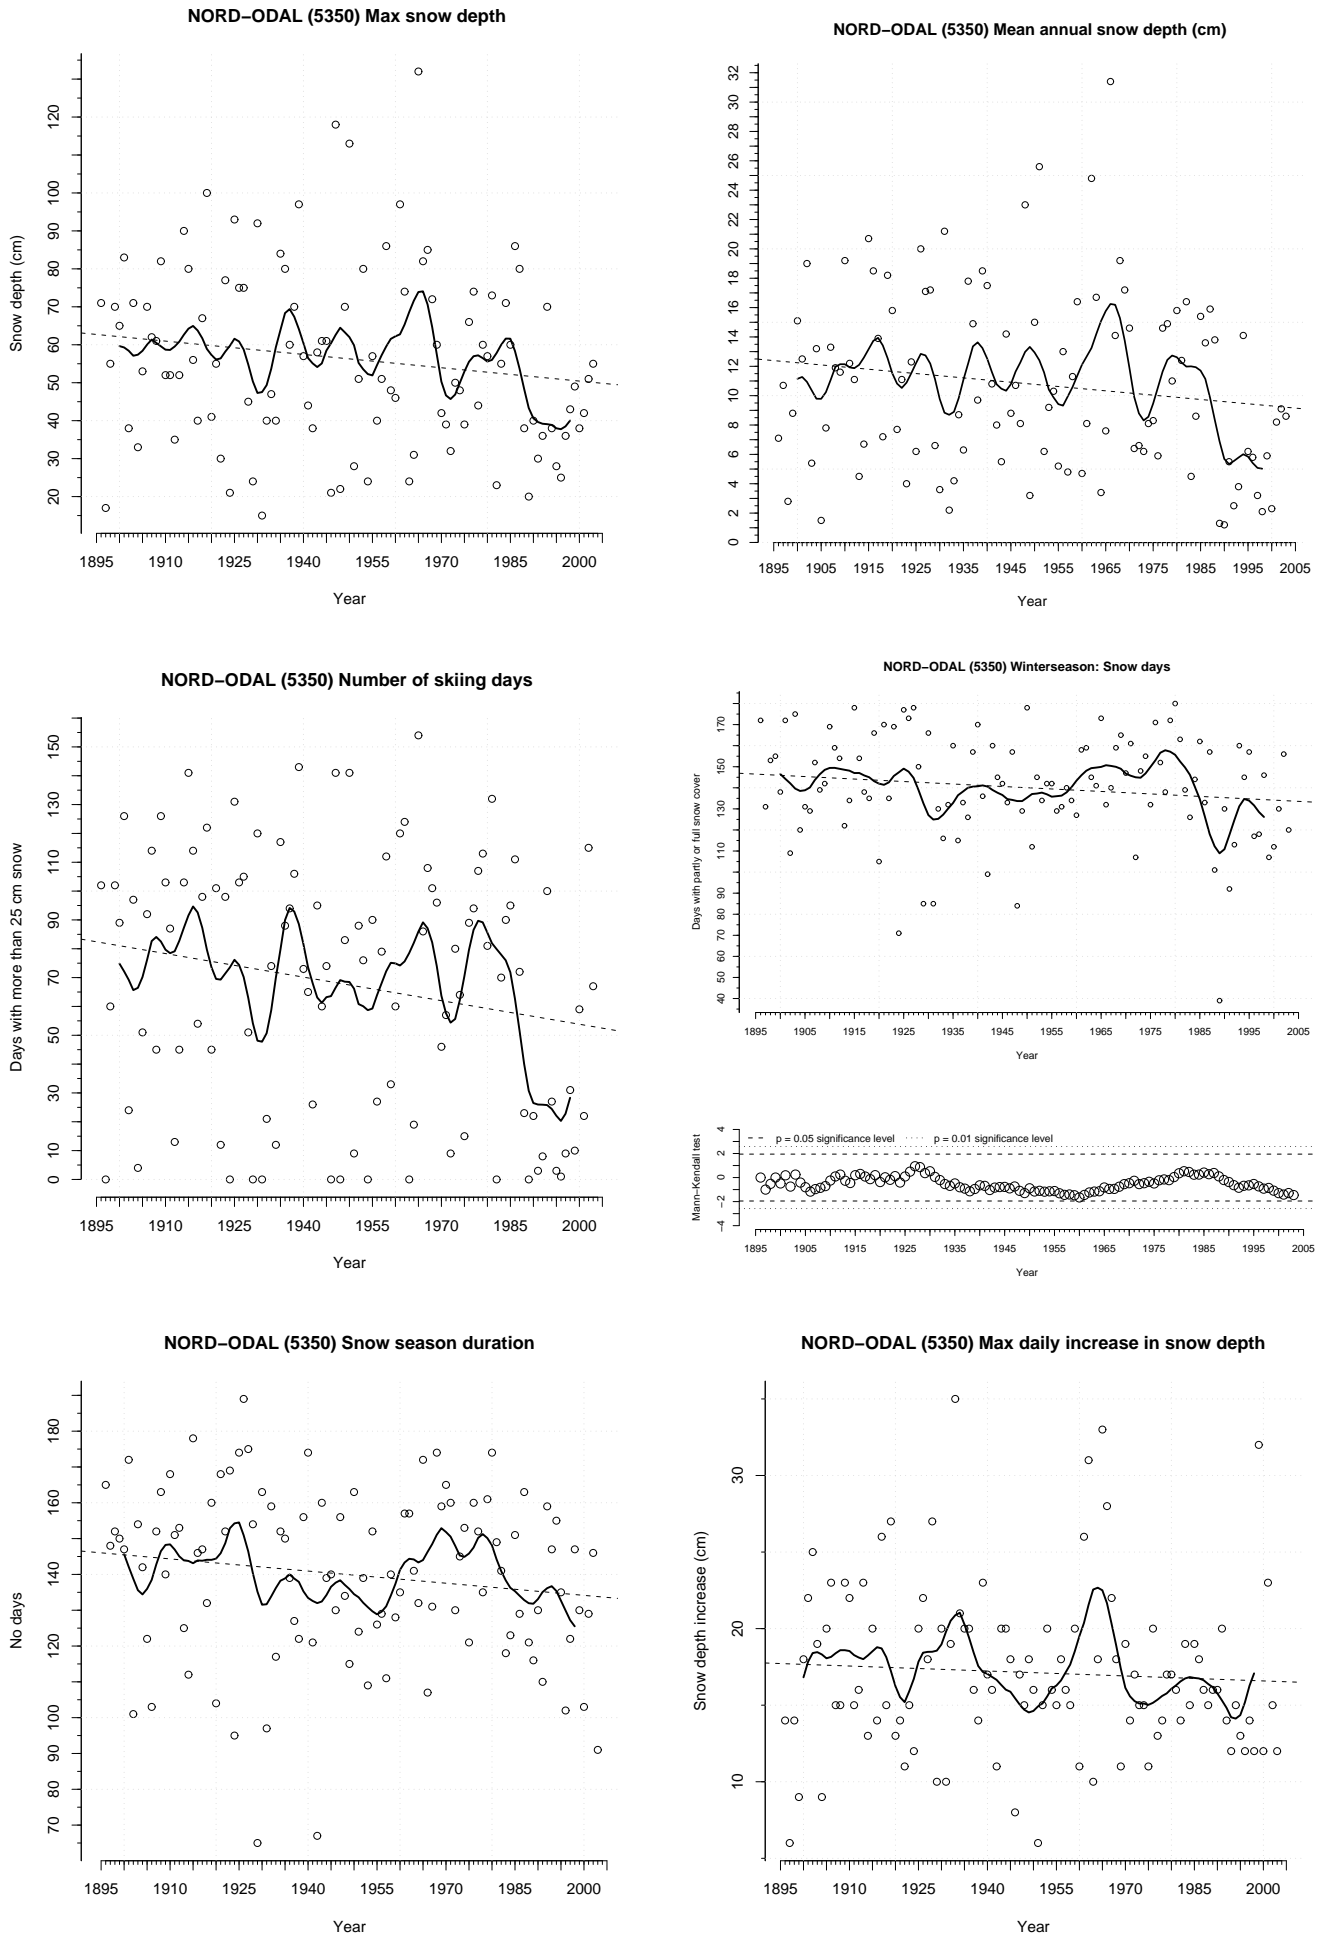 NORD−ODAL (5350) Max snow depth
Snow depth (cm)
20 30 40 50 60 70 80 90 100 120
1895 1910 1925 1940 1955 1970 1985 2000
Year
NORD−ODAL (5350) Mean annual snow depth (cm)
0 2 4 6 8 10 12 14 16 18 20 22 24 26 28 30 32
1895 1905 1915 1925 1935 1945 1955 1965 1975 1985 1995 2005
Year
NORD−ODAL (5350) Number of skiing days
Days with more than 25 cm snow
0 10 30 50 70 90 110 130 150
1895 1910 1925 1940 1955 1970 1985 2000
Year
NORD−ODAL (5350) Winterseason: Snow days
Days with partly or full snow cover
40 50 60 70 80 90 110 130 150 170
1895 1905 1915 1925 1935 1945 1955 1965 1975 1985 1995 2005
Year
Mann−Kendall test
−4 −2 0 2 4
p = 0.05 significance level p = 0.01 significance level
1895 1905 1915 1925 1935 1945 1955 1965 1975 1985 1995 2005
Year
NORD−ODAL (5350) Snow season duration
No days
70 80 90 100 120 140 160 180
1895 1910 1925 1940 1955 1970 1985 2000
Year
NORD−ODAL (5350) Max daily increase in snow depth
Snow depth increase (cm)
10 20 30
1895 1910 1925 1940 1955 1970 1985 2000
Year